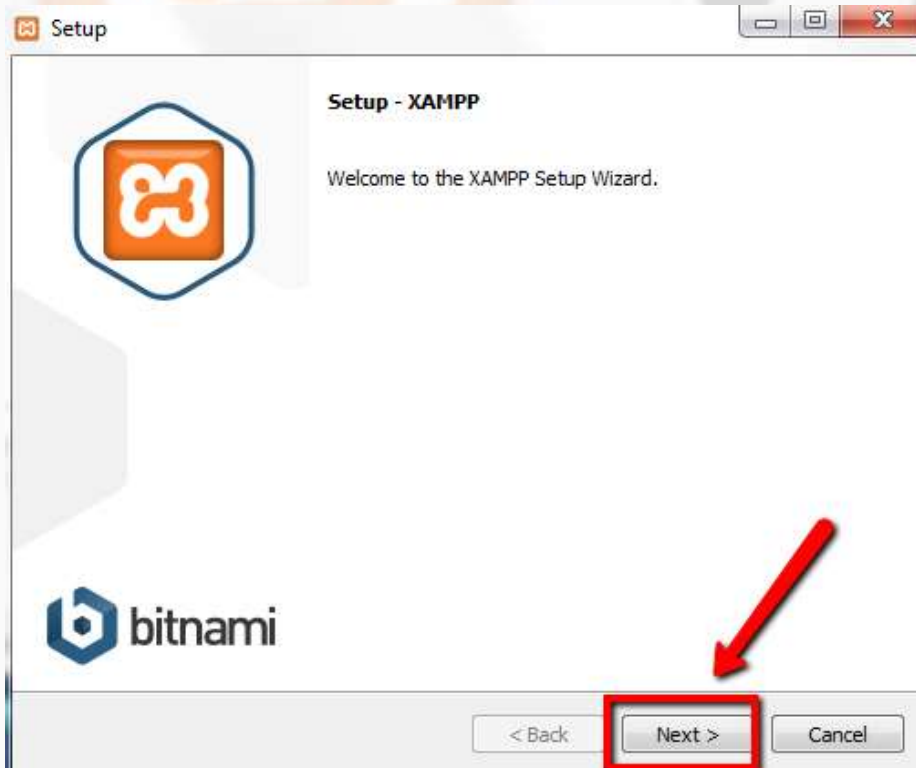 Setup
Setup - XAMPP
Welcome to the XAMPP Setup Wizard.
bitnami
< Back
Next >
Cancel